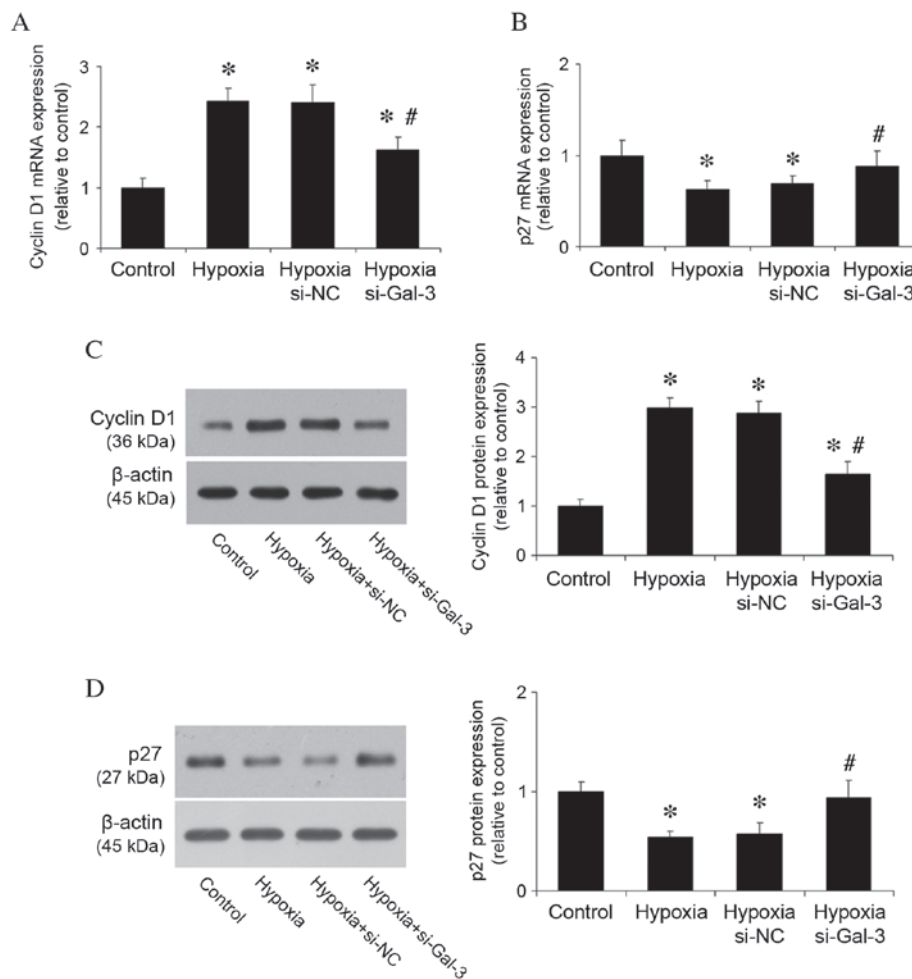 A
Cyclin D1 mRNA expression
(relative to control)
3
2
1
0
*
*
* #
Control
Hypoxia
Hypoxia
si-NC
Hypoxia
si-Gal-3
B
p27 mRNA expression
(relative to control)
2
1
0
*
*
#
Control
Hypoxia
Hypoxia
si-NC
Hypoxia
si-Gal-3
C
Cyclin D1
(36 kDa)
β-actin
(45 kDa)
Control
Hypoxia
Hypoxia+si-NC
Hypoxia+si-Gal-3
Cyclin D1 protein expression
(relative to control)
4
3
2
1
0
*
*
* #
Control
Hypoxia
Hypoxia
si-NC
Hypoxia
si-Gal-3
D
p27
(27 kDa)
β-actin
(45 kDa)
Control
Hypoxia
Hypoxia+si-NC
Hypoxia+si-Gal-3
p27 protein expression
(relative to control)
2
1
0
*
*
#
Control
Hypoxia
Hypoxia
si-NC
Hypoxia
si-Gal-3